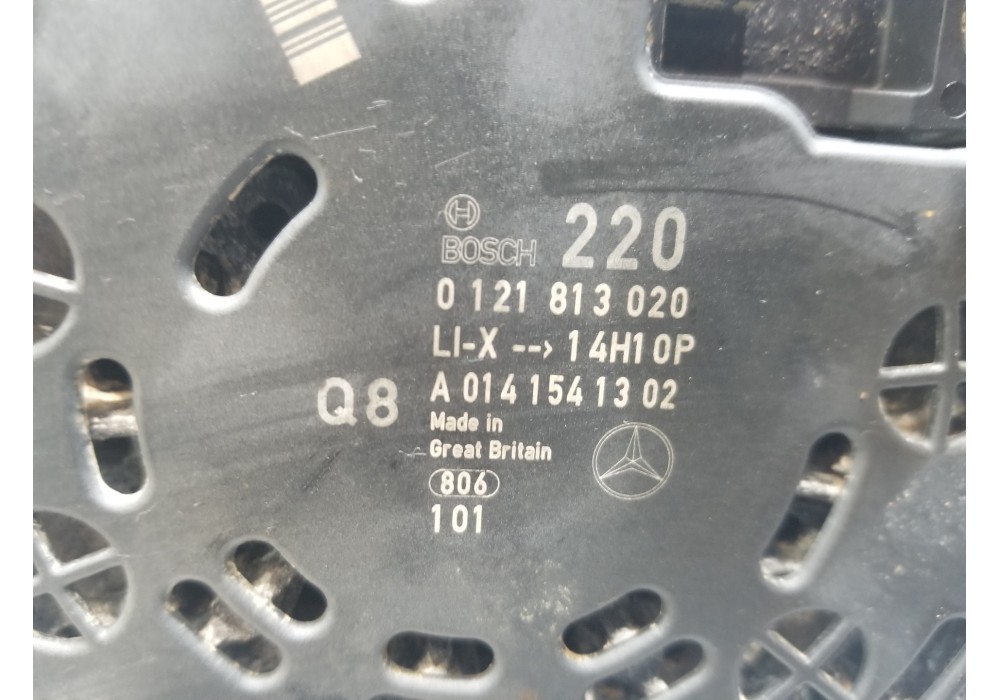 BOSCH 220
0 121 813 020
LI-X --> 14H10P
A 014 154 13 02
Q8
Made in
Great Britain
806
101